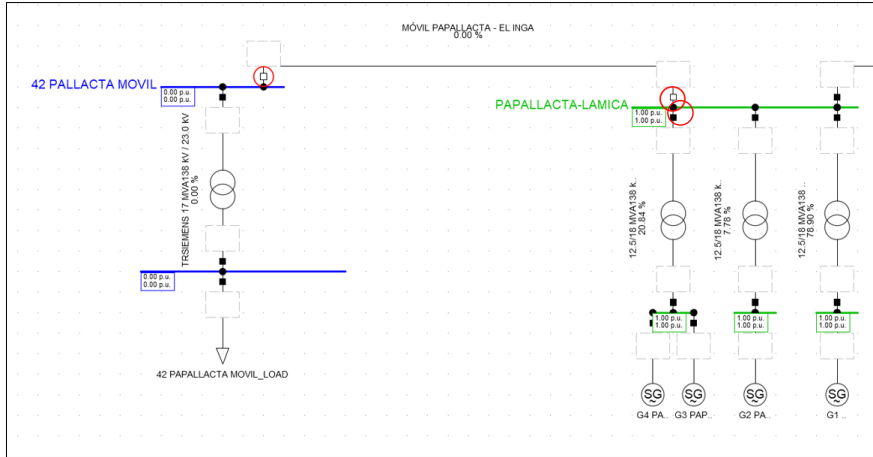 MÓVIL PAPALLACTA - EL INGA
0.00 %
42 PALLACTA MOVIL
0.00 p.u.
0.00 p.u.
PAPALLACTA-LAMICA
1.00 p.u.
1.00 p.u.
TRSIEMENS 17 MVA138 kV / 23.0 kV
0.00 %
12.5/18 MVA138 k..
20.84 %
12.5/18 MVA138 k..
7.78 %
12.5/18 MVA138 ..
78.90 %
0.00 p.u.
0.00 p.u.
1.00 p.u.
1.00 p.u.
1.00 p.u.
1.00 p.u.
1.00 p.u.
1.00 p.u.
42 PAPALLACTA MOVIL_LOAD
SG
~
SG
~
SG
~
SG
~
G4 PA..
G3 PAP..
G2 PA..
G1 ..